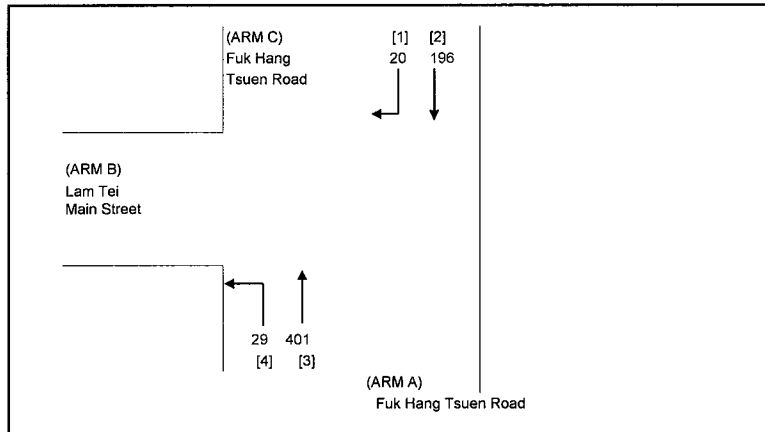 (ARM C) [1] [2]
Fuk Hang 20 196
Tsuen Road
(ARM B)
Lam Tei
Main Street
29 401
[4] [3]
(ARM A)
Fuk Hang Tsuen Road